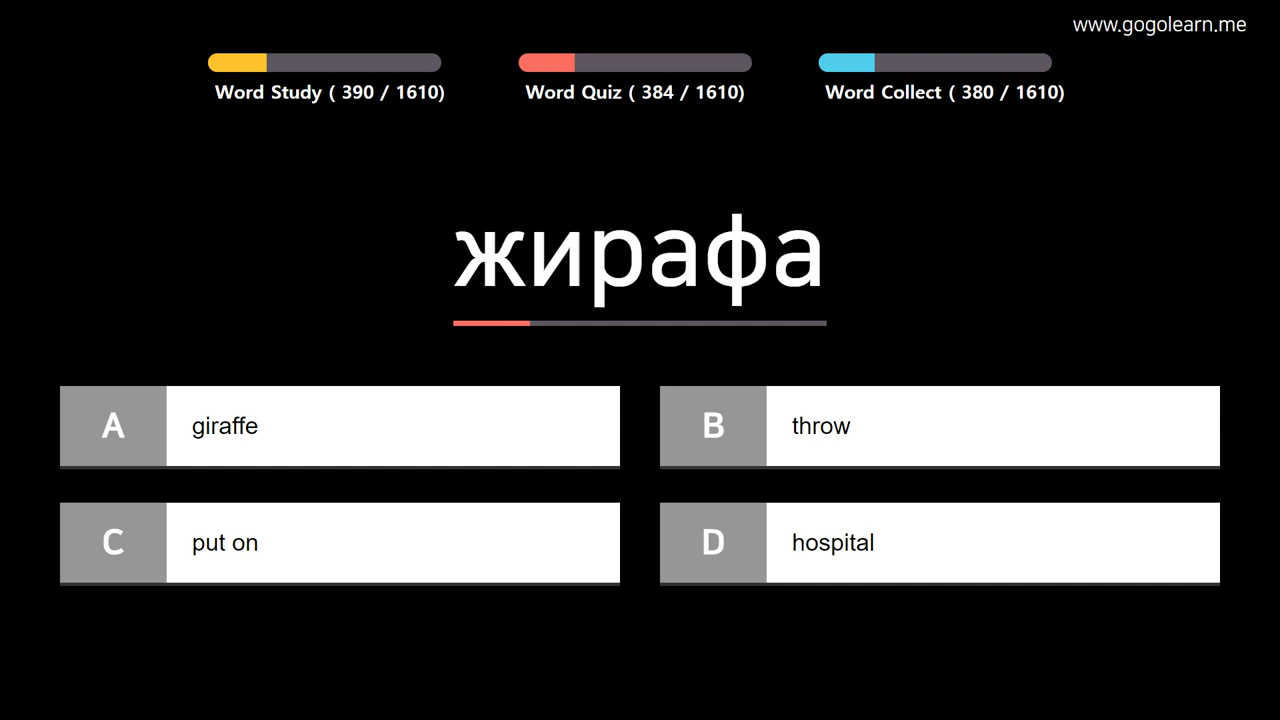 www.gogolearn.me
Word Study ( 390 / 1610)
Word Quiz ( 384 / 1610)
Word Collect ( 380 / 1610)
жирафа
A giraffe
B throw
C put on
D hospital